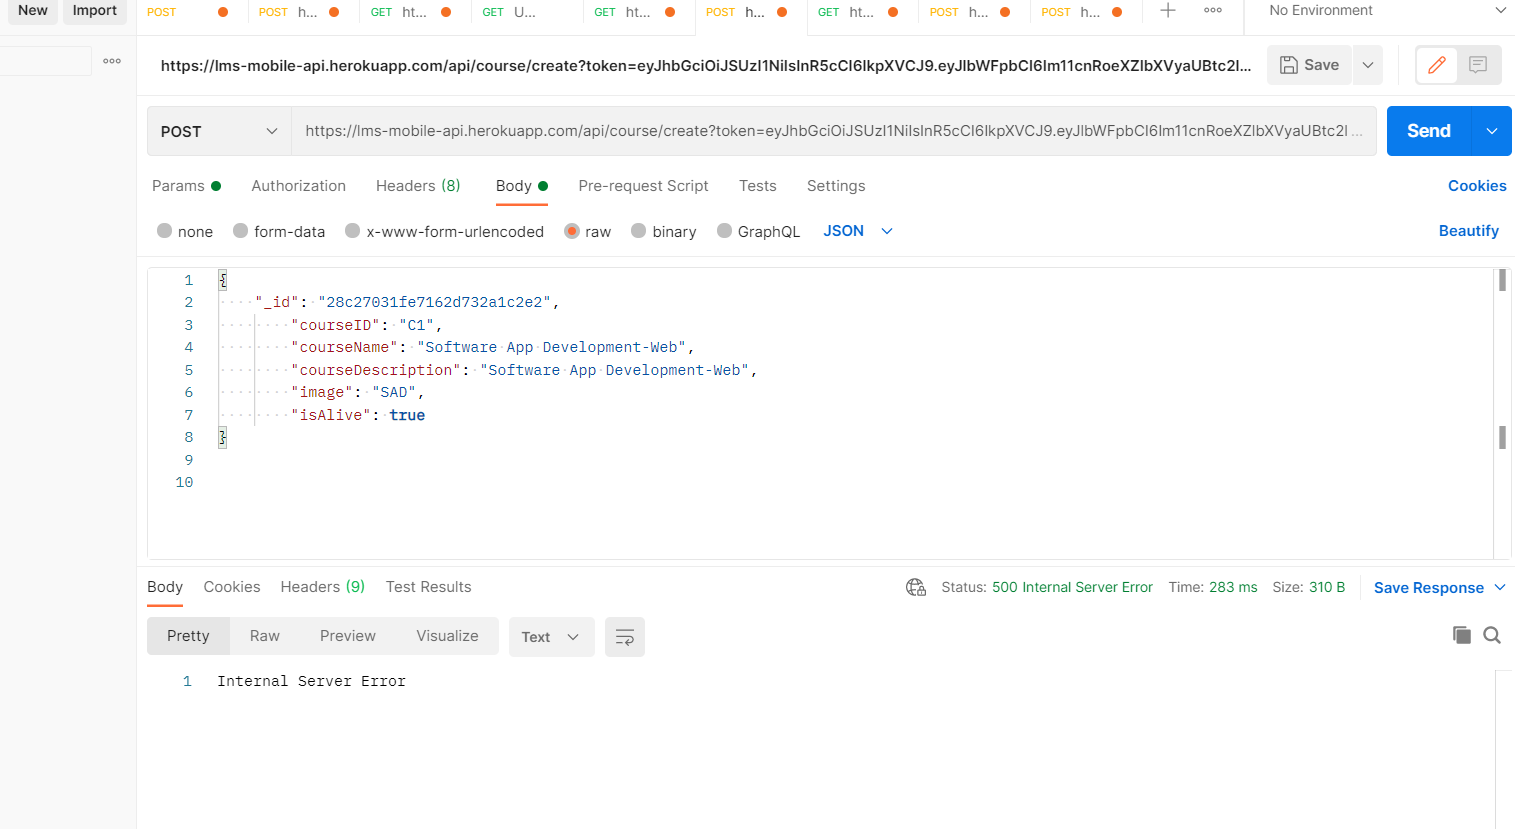 New Import POST POST h... GET ht... GET U... GET ht... POST h... GET ht... POST h... POST h... No Environment
https://lms-mobile-api.herokuapp.com/api/course/create?token=eyJhbGciOiJSUzI1NiIsInR5cCI6IkpXVCJ9.eyJlbWFpbCI6Im11cnRoeXZlbXVyaUBtc2l... Save
POST https://lms-mobile-api.herokuapp.com/api/course/create?token=eyJhbGciOiJSUzI1NiIsInR5cCI6IkpXVCJ9.eyJlbWFpbCI6Im11cnRoeXZlbXVyaUBtc2l ... Send
Params Authorization Headers (8) Body Pre-request Script Tests Settings Cookies
none form-data x-www-form-urlencoded raw binary GraphQL JSON Beautify
1 {
2 "_id": "28c27031fe7162d732a1c2e2",
3 "courseID": "C1",
4 "courseName": "Software App Development-Web",
5 "courseDescription": "Software App Development-Web",
6 "image": "SAD",
7 "isAlive": true
8 }
9
10
Body Cookies Headers (9) Test Results Status: 500 Internal Server Error Time: 283 ms Size: 310 B Save Response
Pretty Raw Preview Visualize Text
1 Internal Server Error